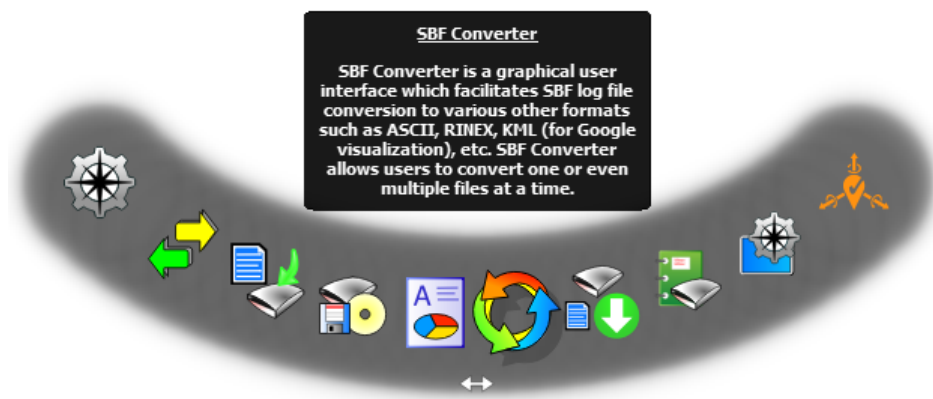 SBF Converter
SBF Converter is a graphical user
interface which facilitates SBF log file
conversion to various other formats
such as ASCII, RINEX, KML (for Google
visualization), etc. SBF Converter
allows users to convert one or even
multiple files at a time.
A